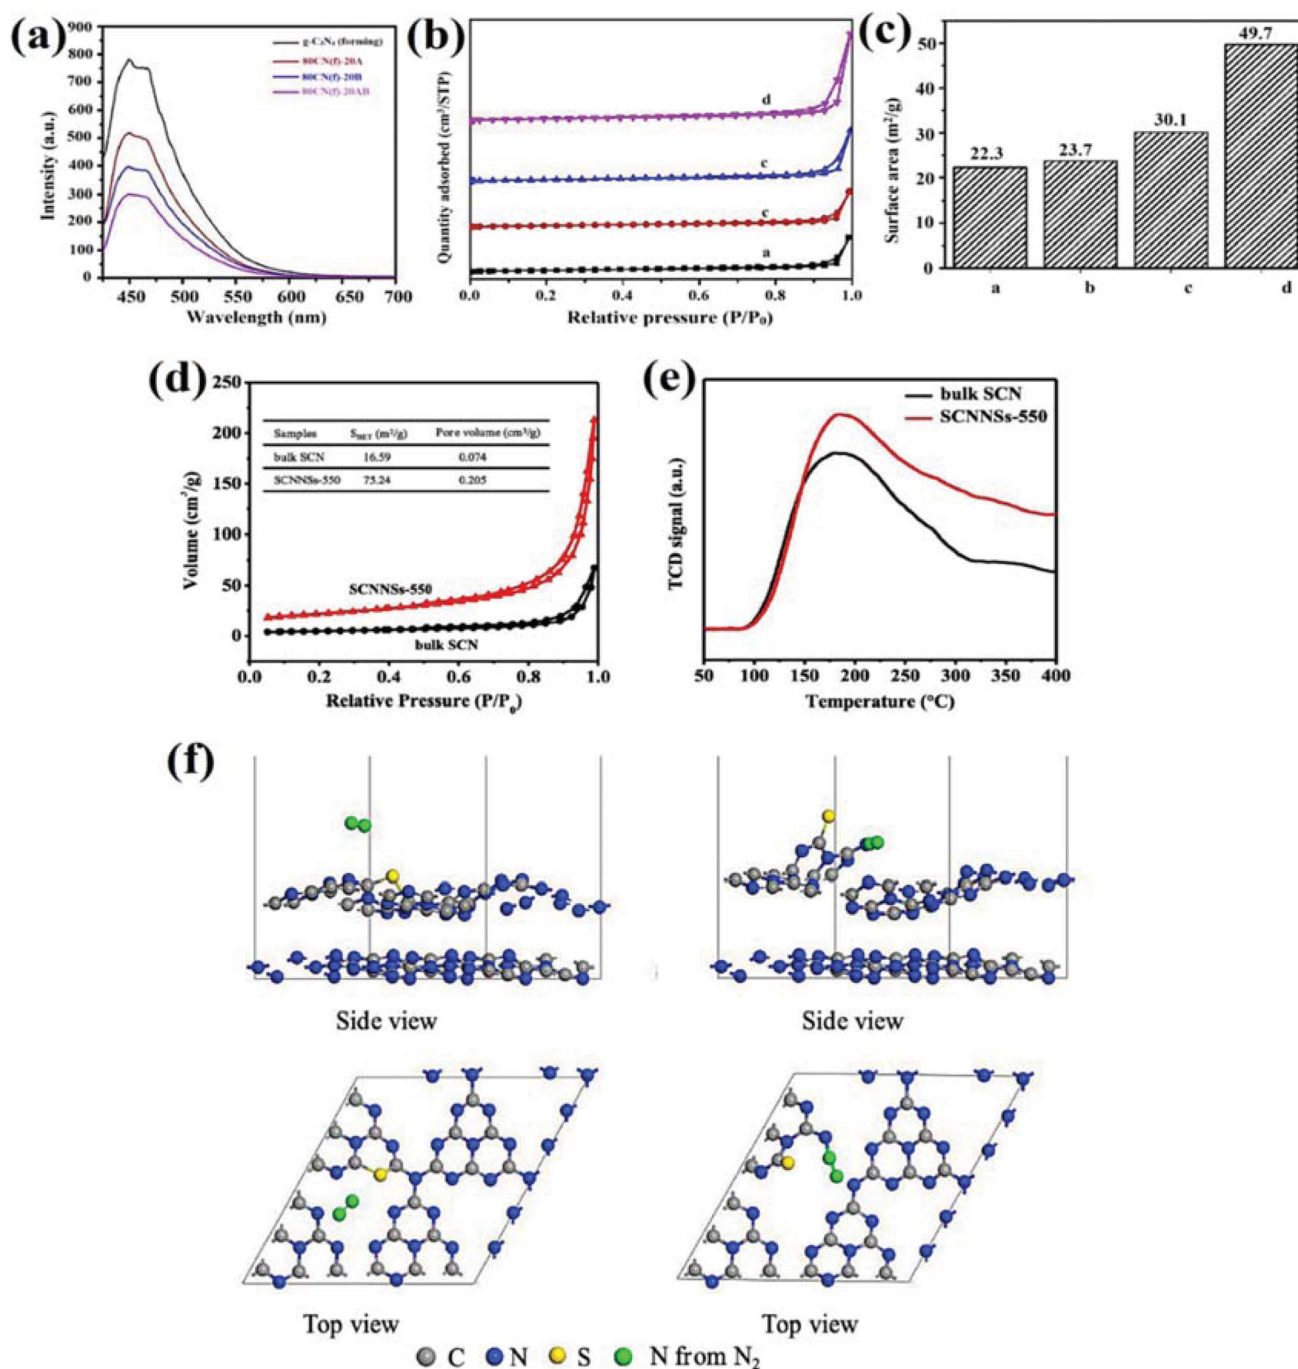 (a)
900
800
700
600
500
400
300
200
100
0
Intensity (a.u.)
g-C₃N₄ (forming)
80CN(f)-20A
80CN(f)-20B
80CN(f)-20AB
450 500 550 600 650 700
Wavelength (nm)
(b)
Quantity adsorbed (cm³/STP)
d
c
c
a
0.0 0.2 0.4 0.6 0.8 1.0
Relative pressure (P/P₀)
(c)
50
40
30
20
10
0
Surface area (m²/g)
22.3 23.7 30.1 49.7
a b c d
(d)
250
200
150
100
50
0
Volume (cm³/g)
Samples S_BET (m²/g) Pore volume (cm³/g)
bulk SCN 16.59 0.074
SCNNSs-550 75.24 0.205
SCNNSs-550
bulk SCN
0.0 0.2 0.4 0.6 0.8 1.0
Relative Pressure (P/P₀)
(e)
TCD signal (a.u.)
bulk SCN
SCNNSs-550
50 100 150 200 250 300 350 400
Temperature (°C)
(f)
Side view Side view
Top view Top view
C N S N from N₂